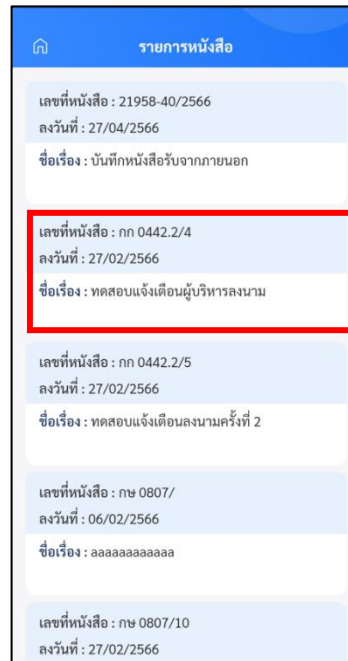 รายการหนังสือ
เลขที่หนังสือ : 21958-40/2566
ลงวันที่ : 27/04/2566
ชื่อเรื่อง : บันทึกหนังสือรับจากภายนอก
เลขที่หนังสือ : กก 0442.2/4
ลงวันที่ : 27/02/2566
ชื่อเรื่อง : ทดสอบแจ้งเตือนผู้บริหารลงนาม
เลขที่หนังสือ : กก 0442.2/5
ลงวันที่ : 27/02/2566
ชื่อเรื่อง : ทดสอบแจ้งเตือนลงนามครั้งที่ 2
เลขที่หนังสือ : กษ 0807/
ลงวันที่ : 06/02/2566
ชื่อเรื่อง : aaaaaaaaaaaa
เลขที่หนังสือ : กษ 0807/10
ลงวันที่ : 27/02/2566